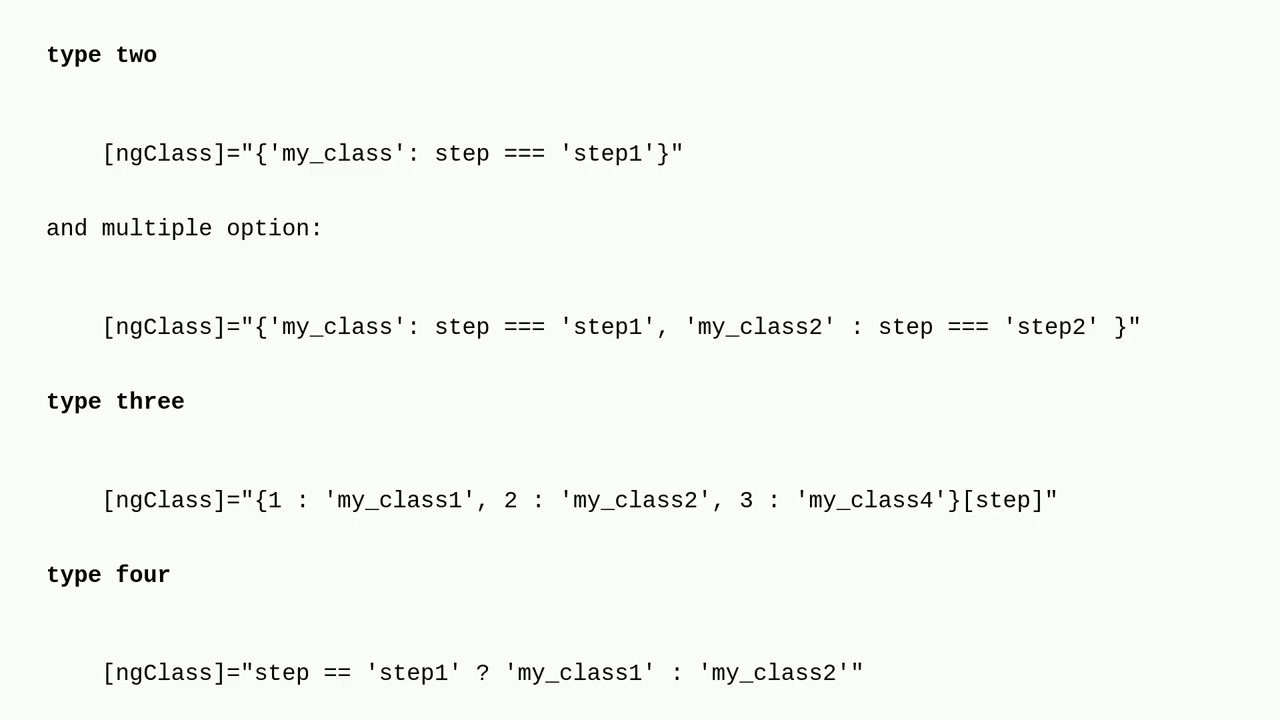 type two
[ngClass]="{'my_class': step === 'step1'}"
and multiple option:
[ngClass]="{'my_class': step === 'step1', 'my_class2' : step === 'step2' }"
type three
[ngClass]="{1 : 'my_class1', 2 : 'my_class2', 3 : 'my_class4'}[step]"
type four
[ngClass]="step == 'step1' ? 'my_class1' : 'my_class2'"